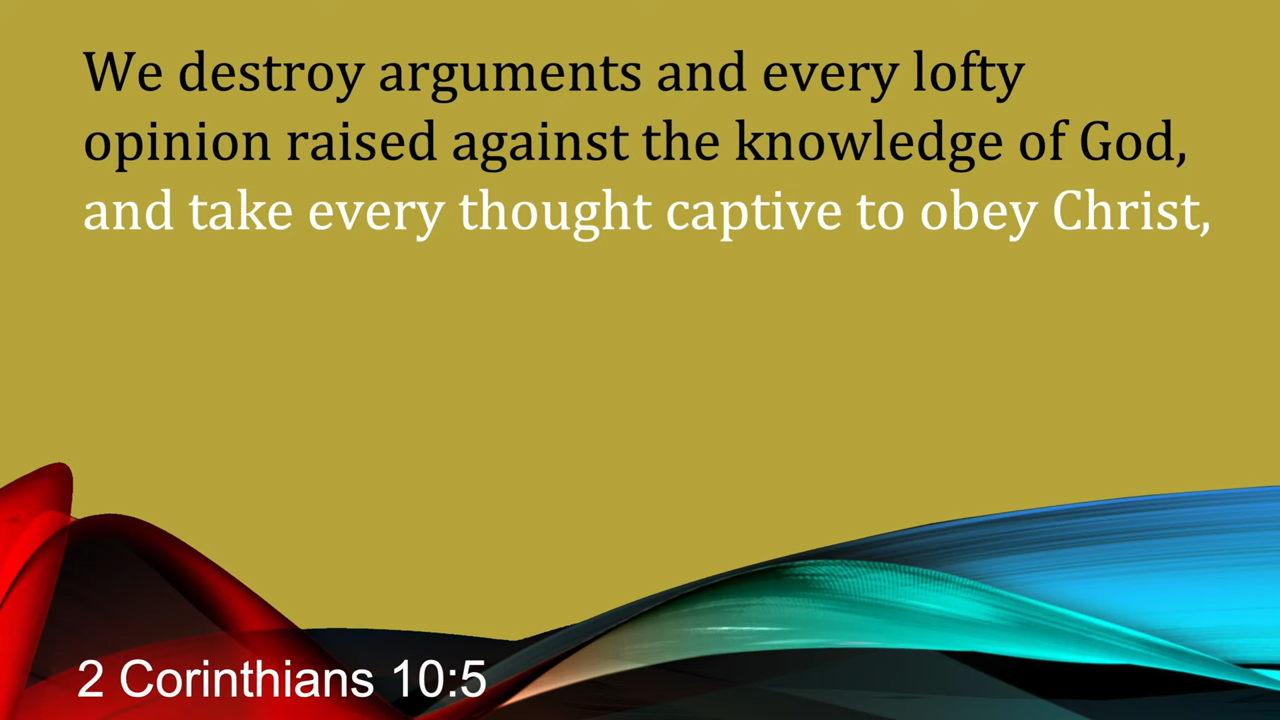 We destroy arguments and every lofty
opinion raised against the knowledge of God,
and take every thought captive to obey Christ,
2 Corinthians 10:5